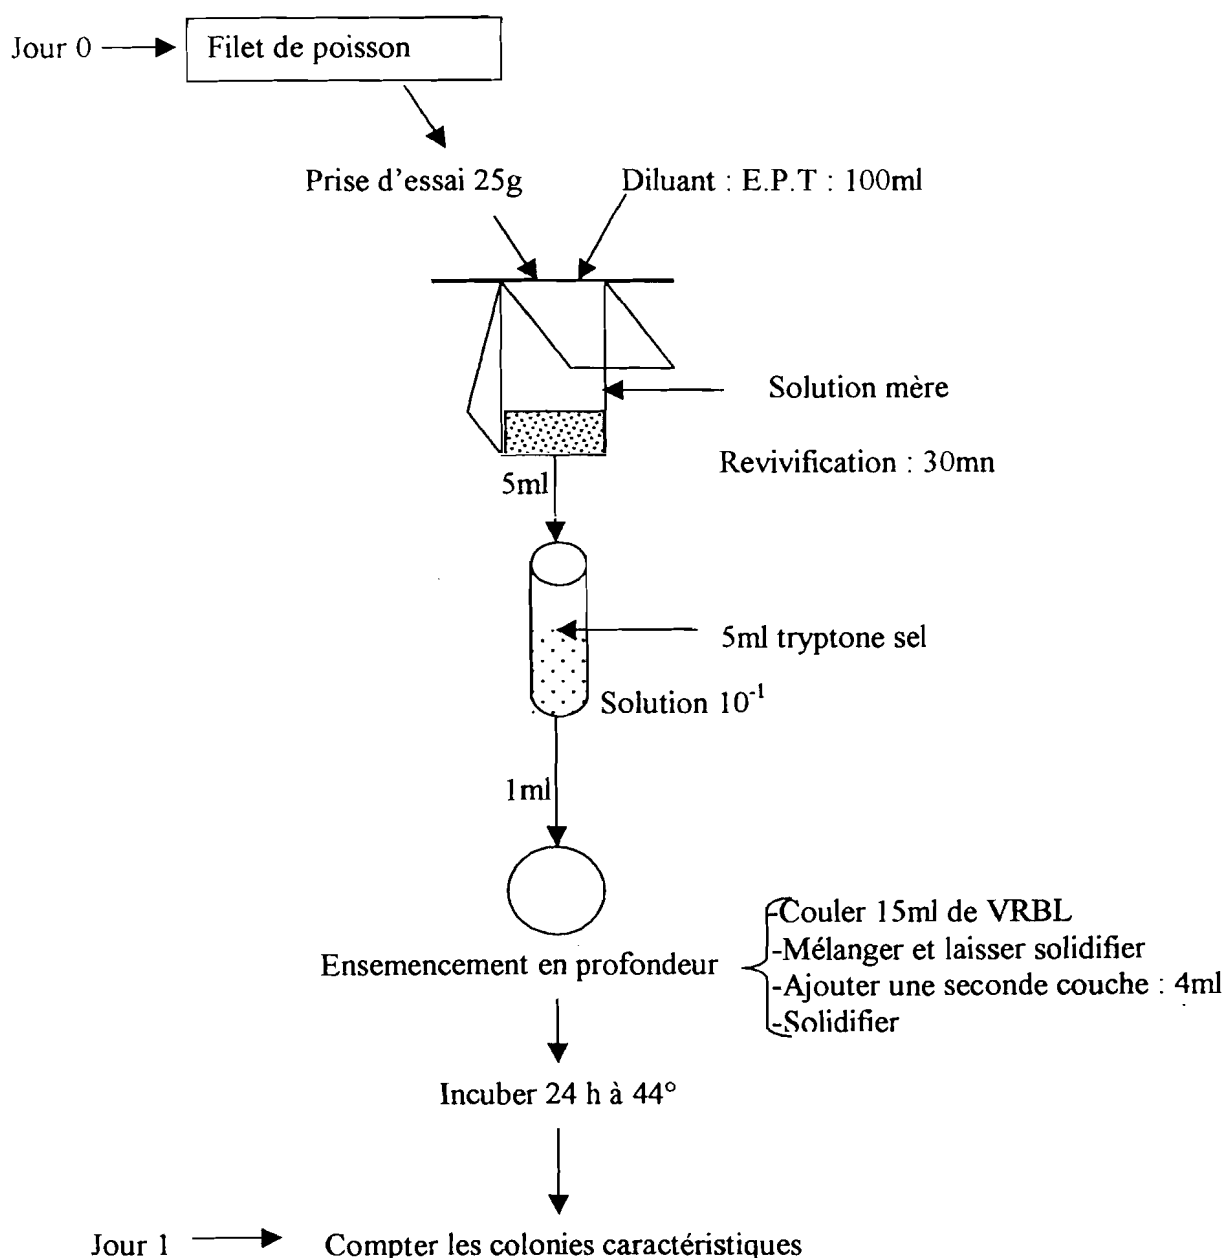 Jour 0
Filet de poisson
Prise d'essai 25g
Diluant : E.P.T : 100ml
Solution mère
Revivification : 30mn
5ml
5ml tryptone sel
Solution 10⁻¹
1ml
-Couler 15ml de VRBL
-Mélanger et laisser solidifier
Ensemencement en profondeur
-Ajouter une seconde couche : 4ml
-Solidifier
Incuber 24 h à 44°
Jour 1
Compter les colonies caractéristiques